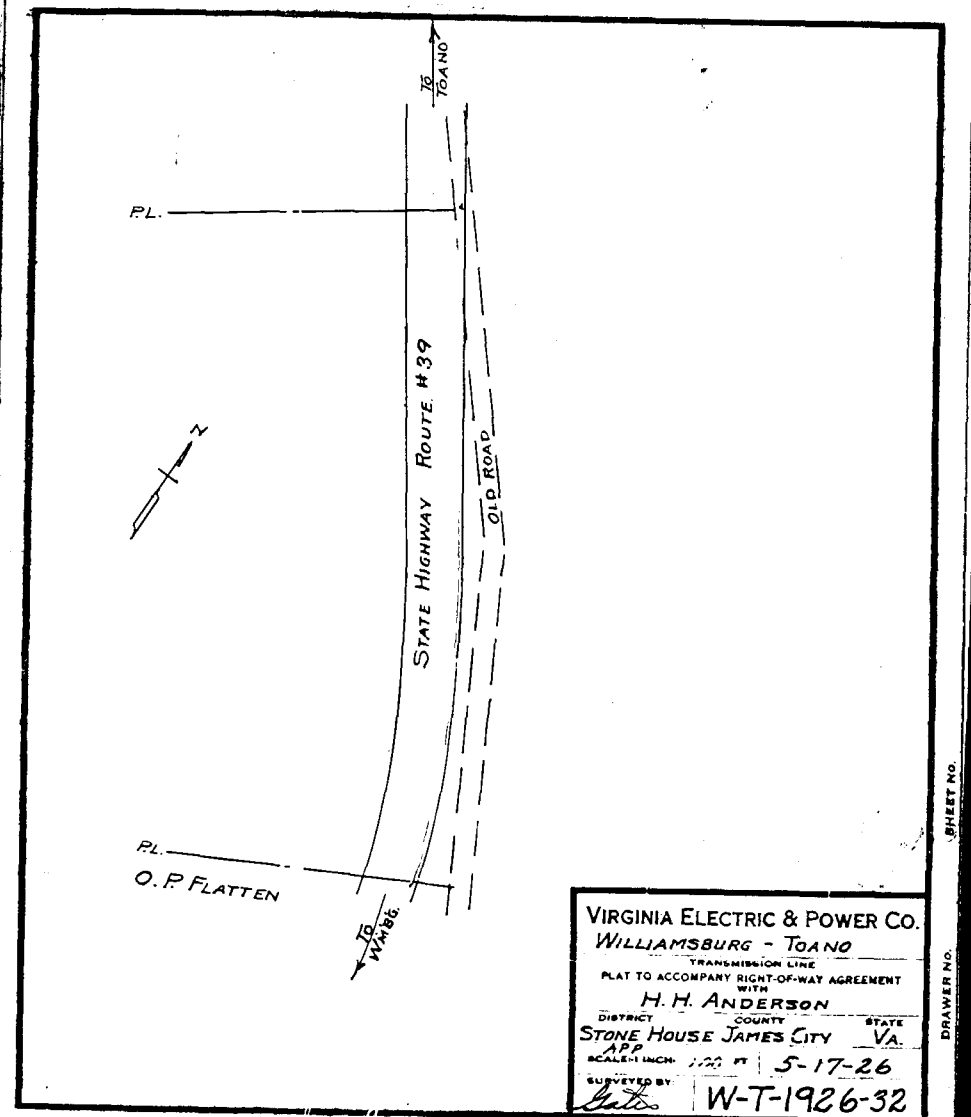 TO
TOANO
P.L.
STATE HIGHWAY ROUTE #39
OLD ROAD
N
P.L.
O. P. FLATTEN
TO
WMBG.
SHEET NO.
DRAWER NO.
VIRGINIA ELECTRIC & POWER CO.
WILLIAMSBURG - TOANO
TRANSMISSION LINE
PLAT TO ACCOMPANY RIGHT-OF-WAY AGREEMENT
WITH
H. H. ANDERSON
DISTRICT COUNTY STATE
STONE HOUSE JAMES CITY VA.
APP
SCALE-1 INCH= 100 FT 5-17-26
SURVEYED BY
Gates W-T-1926-32